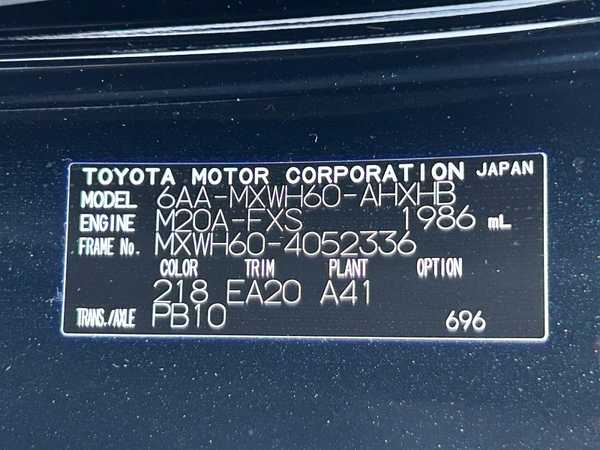 TOYOTA MOTOR CORPORATION JAPAN
MODEL 6AA-MXWH60-AHXHB
ENGINE M20A-FXS 1986 mL
FRAME No. MXWH60-4052336
COLOR TRIM PLANT OPTION
218 EA20 A41
TRANS./AXLE PB10 696